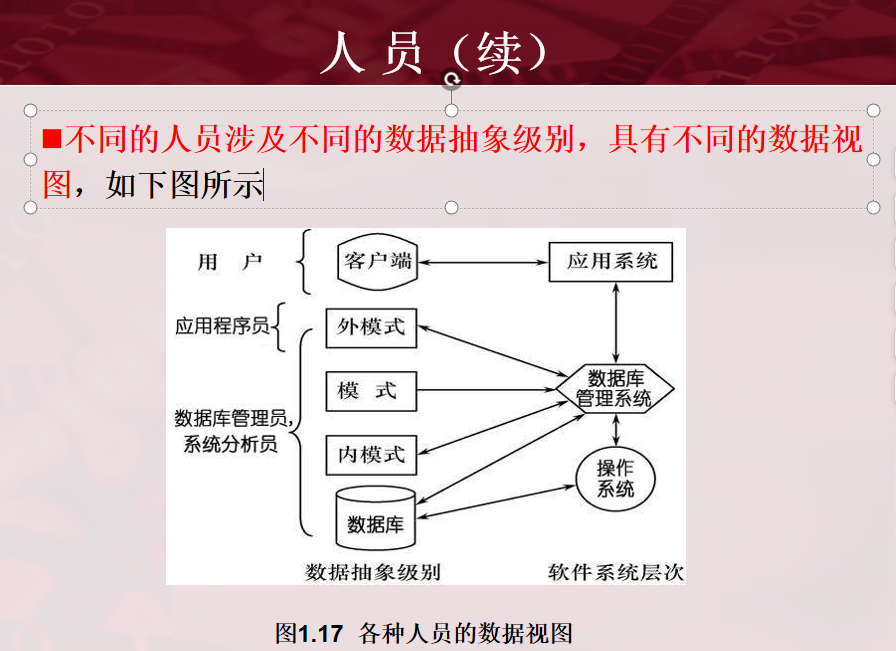 人 员（续）
■不同的人员涉及不同的数据抽象级别，具有不同的数据视
图，如下图所示
用 户
客户端
应用系统
应用程序员
外模式
模 式
数据库
管理系统
数据库管理员，
系统分析员
内模式
操作
系统
数据库
数据抽象级别
软件系统层次
图1.17 各种人员的数据视图